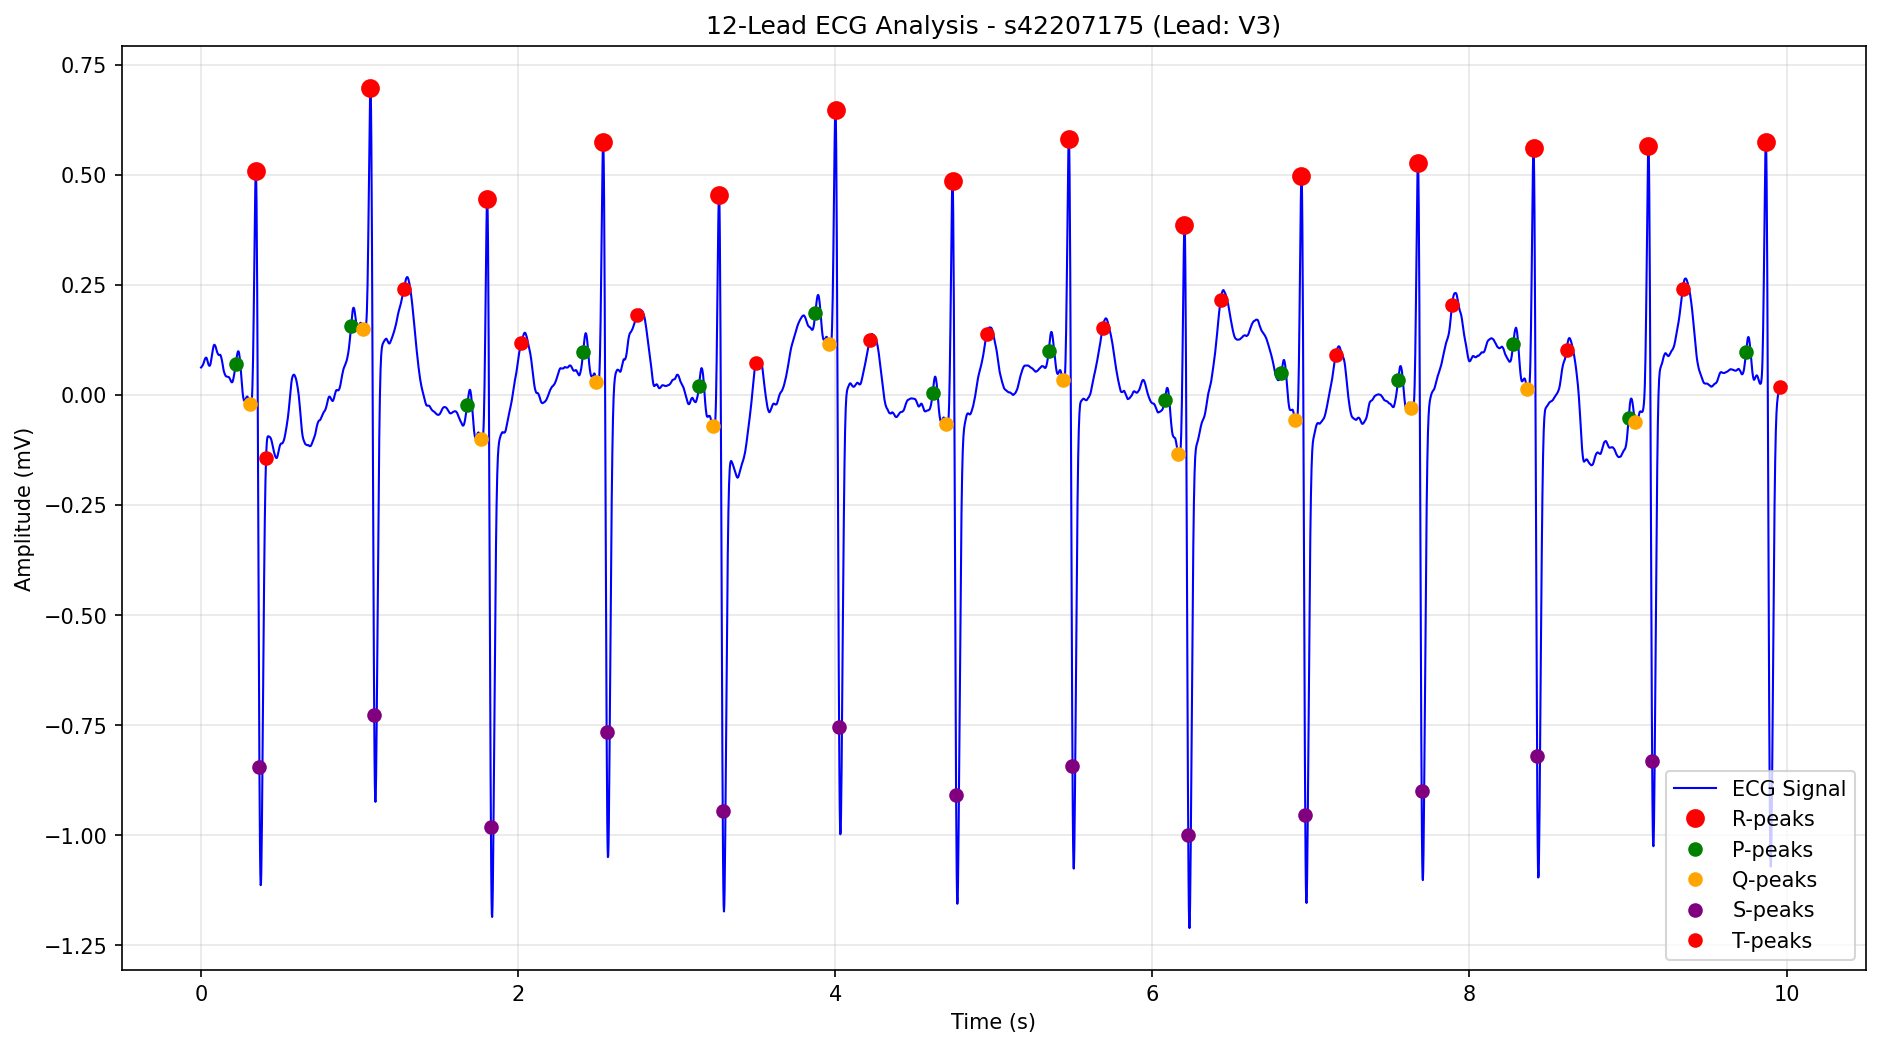 12-Lead ECG Analysis - s42207175 (Lead: V3)
Amplitude (mV)
0.75
0.50
0.25
0.00
−0.25
−0.50
−0.75
−1.00
−1.25
0 2 4 6 8 10
Time (s)
ECG Signal
R-peaks
P-peaks
Q-peaks
S-peaks
T-peaks